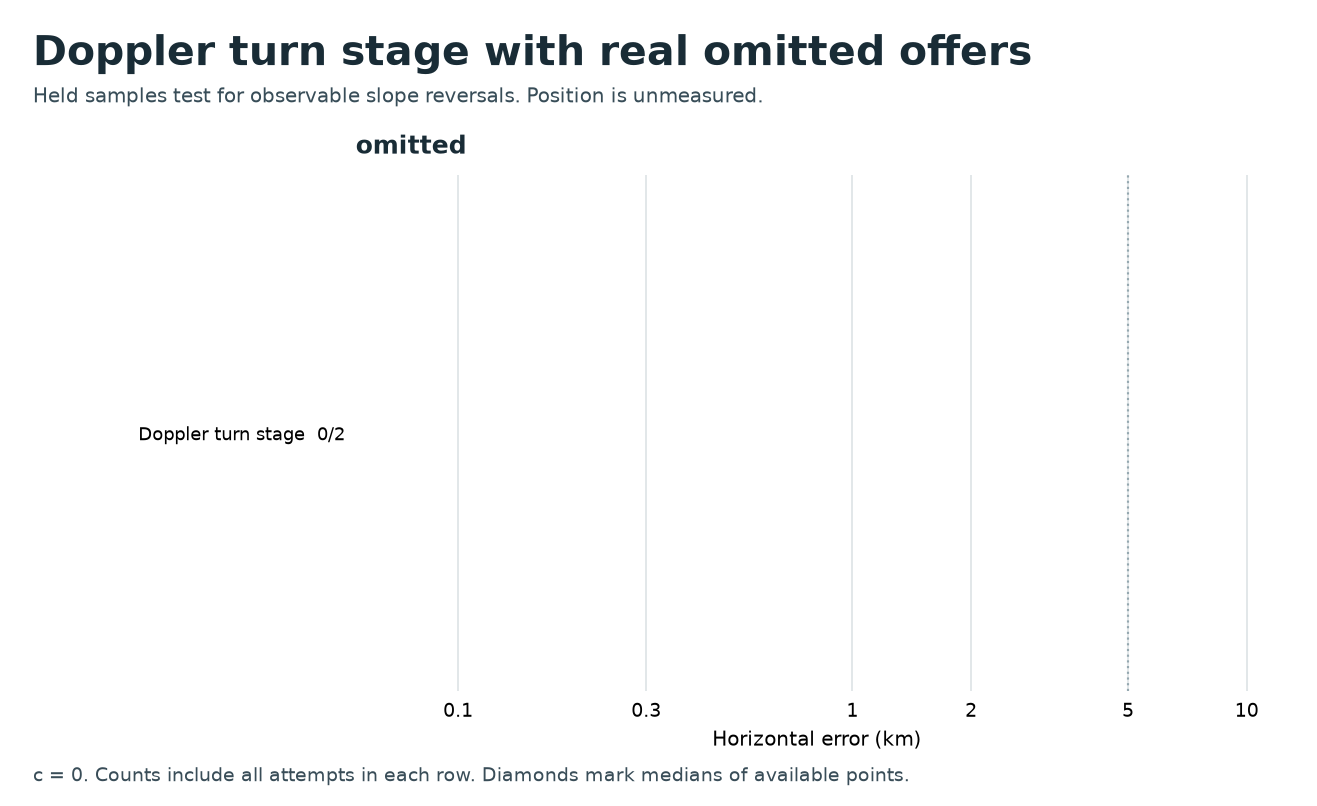 Doppler turn stage with real omitted offers
Held samples test for observable slope reversals. Position is unmeasured.
omitted
Doppler turn stage  0/2
0.1
0.3
1
2
5
10
Horizontal error (km)
c = 0. Counts include all attempts in each row. Diamonds mark medians of available points.